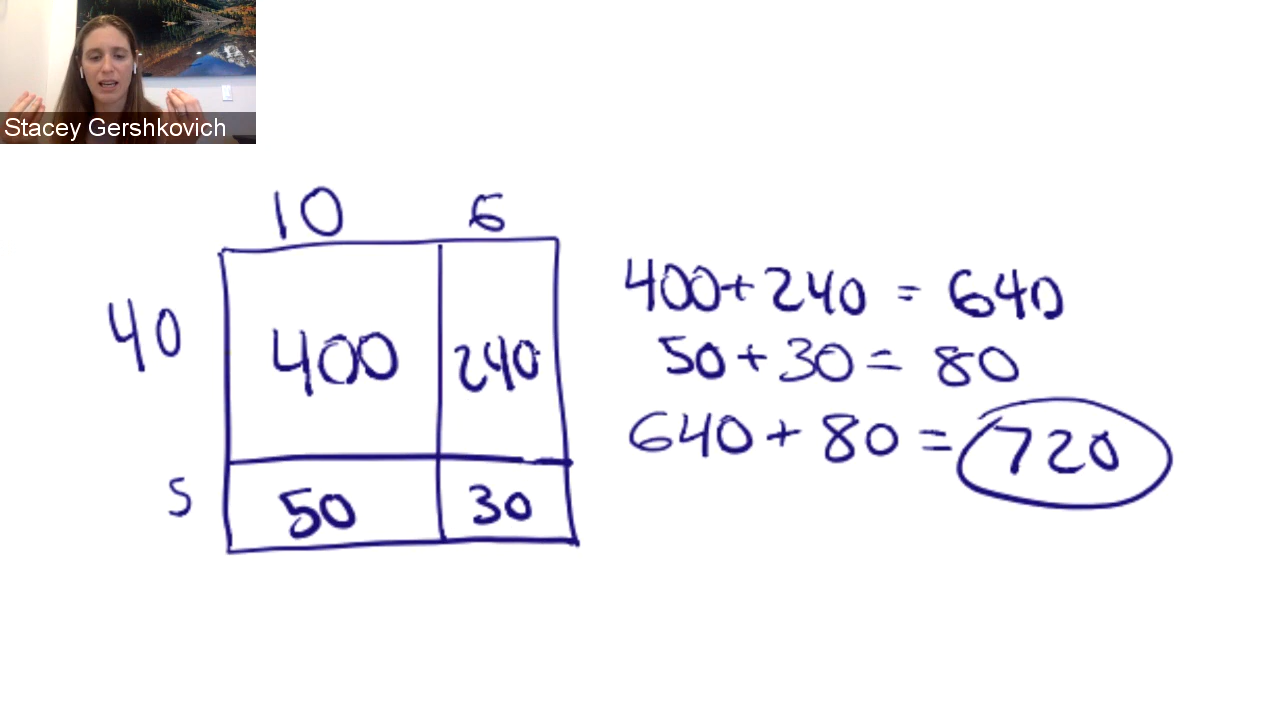 Stacey Gershkovich
10 6
40 400 240
5 50 30
400 + 240 = 640
50 + 30 = 80
640 + 80 = 720